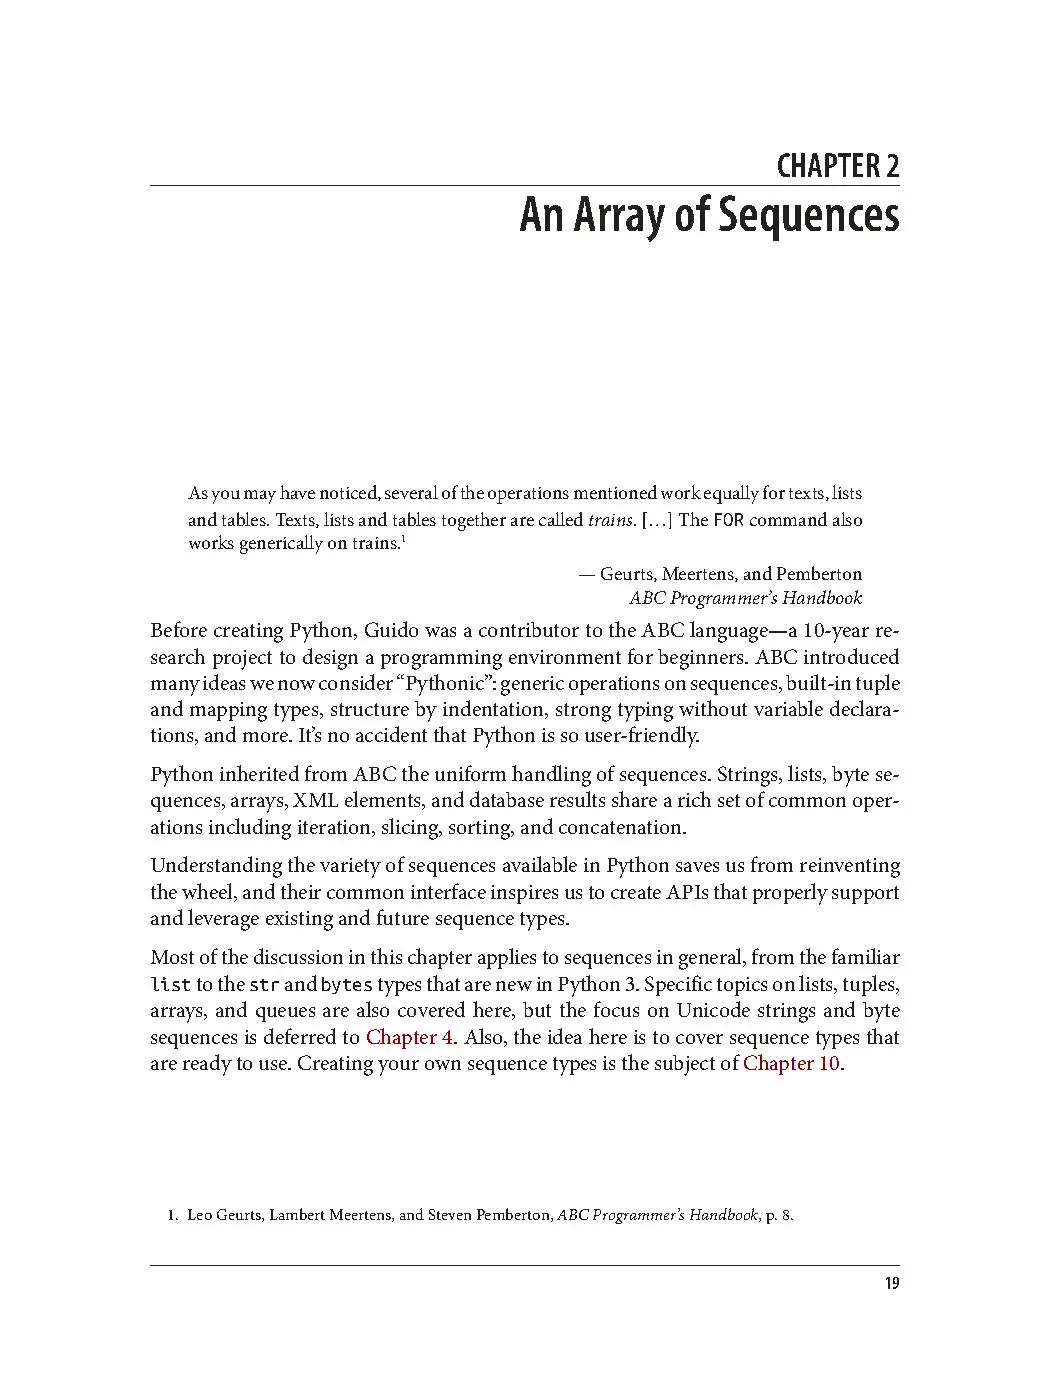 CHAPTER 2
An Array of Sequences
As you may have noticed, several of the operations mentioned work equally for texts, lists
and tables. Texts, lists and tables together are called trains. […] The FOR command also
works generically on trains.1
— Geurts, Meertens, and Pemberton
ABC Programmer’s Handbook
Before creating Python, Guido was a contributor to the ABC language—a 10-year re-
search project to design a programming environment for beginners. ABC introduced
many ideas we now consider “Pythonic”: generic operations on sequences, built-in tuple
and mapping types, structure by indentation, strong typing without variable declara-
tions, and more. It’s no accident that Python is so user-friendly.
Python inherited from ABC the uniform handling of sequences. Strings, lists, byte se-
quences, arrays, XML elements, and database results share a rich set of common oper-
ations including iteration, slicing, sorting, and concatenation.
Understanding the variety of sequences available in Python saves us from reinventing
the wheel, and their common interface inspires us to create APIs that properly support
and leverage existing and future sequence types.
Most of the discussion in this chapter applies to sequences in general, from the familiar
list to the str and bytes types that are new in Python 3. Specific topics on lists, tuples,
arrays, and queues are also covered here, but the focus on Unicode strings and byte
sequences is deferred to Chapter 4. Also, the idea here is to cover sequence types that
are ready to use. Creating your own sequence types is the subject of Chapter 10.
1. Leo Geurts, Lambert Meertens, and Steven Pemberton, ABC Programmer’s Handbook, p. 8.
19